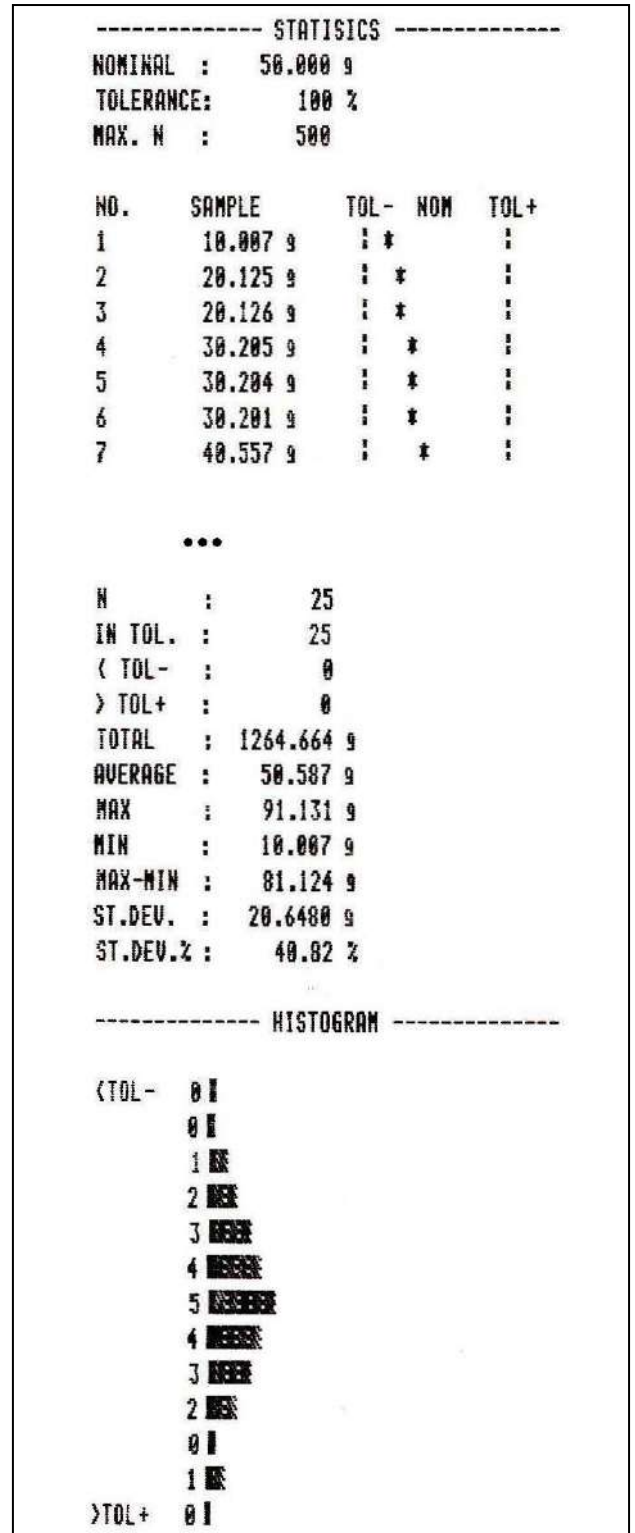 -------------- STATISICS --------------
NOMINAL : 50.000 g
TOLERANCE: 100 %
MAX. N : 500
NO. SAMPLE TOL- NOM TOL+
1 10.007 g ¦ * ¦
2 20.125 g ¦ * ¦
3 20.126 g ¦ * ¦
4 30.205 g ¦ * ¦
5 30.204 g ¦ * ¦
6 30.201 g ¦ * ¦
7 40.557 g ¦ * ¦
...
N : 25
IN TOL. : 25
< TOL- : 0
> TOL+ : 0
TOTAL : 1264.664 g
AVERAGE : 50.587 g
MAX : 91.131 g
MIN : 10.007 g
MAX-MIN : 81.124 g
ST.DEV. : 20.6480 g
ST.DEV.% : 40.82 %
-------------- HISTOGRAM --------------
<TOL- 0
0
1
2
3
4
5
4
3
2
0
1
>TOL+ 0